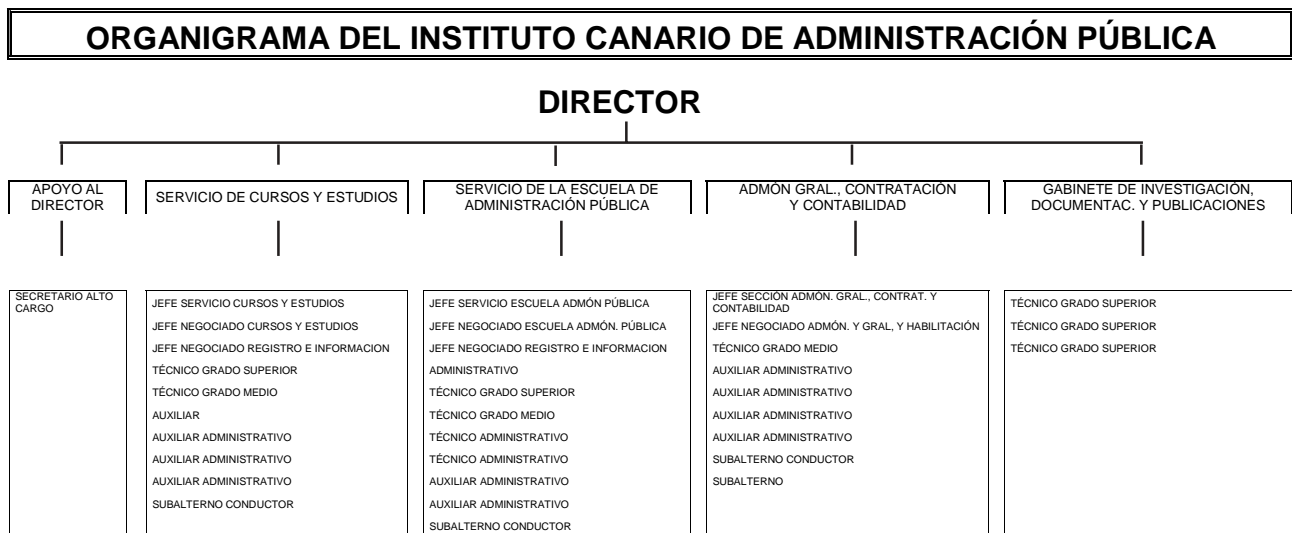 ORGANIGRAMA DEL INSTITUTO CANARIO DE ADMINISTRACIÓN PÚBLICA
DIRECTOR
APOYO AL
DIRECTOR
SERVICIO DE CURSOS Y ESTUDIOS
SERVICIO DE LA ESCUELA DE
ADMINISTRACIÓN PÚBLICA
ADMÓN GRAL., CONTRATACIÓN
Y CONTABILIDAD
GABINETE DE INVESTIGACIÓN,
DOCUMENTAC. Y PUBLICACIONES
SECRETARIO ALTO
CARGO
JEFE SERVICIO CURSOS Y ESTUDIOS
JEFE NEGOCIADO CURSOS Y ESTUDIOS
JEFE NEGOCIADO REGISTRO E INFORMACION
TÉCNICO GRADO SUPERIOR
TÉCNICO GRADO MEDIO
AUXILIAR
AUXILIAR ADMINISTRATIVO
AUXILIAR ADMINISTRATIVO
AUXILIAR ADMINISTRATIVO
SUBALTERNO CONDUCTOR
JEFE SERVICIO ESCUELA ADMÓN PÚBLICA
JEFE NEGOCIADO ESCUELA ADMÓN. PÚBLICA
JEFE NEGOCIADO REGISTRO E INFORMACION
ADMINISTRATIVO
TÉCNICO GRADO SUPERIOR
TÉCNICO GRADO MEDIO
TÉCNICO ADMINISTRATIVO
TÉCNICO ADMINISTRATIVO
AUXILIAR ADMINISTRATIVO
AUXILIAR ADMINISTRATIVO
SUBALTERNO CONDUCTOR
JEFE SECCIÓN ADMÓN. GRAL., CONTRAT. Y
CONTABILIDAD
JEFE NEGOCIADO ADMÓN. Y GRAL, Y HABILITACIÓN
TÉCNICO GRADO MEDIO
AUXILIAR ADMINISTRATIVO
AUXILIAR ADMINISTRATIVO
AUXILIAR ADMINISTRATIVO
AUXILIAR ADMINISTRATIVO
SUBALTERNO CONDUCTOR
SUBALTERNO
TÉCNICO GRADO SUPERIOR
TÉCNICO GRADO SUPERIOR
TÉCNICO GRADO SUPERIOR